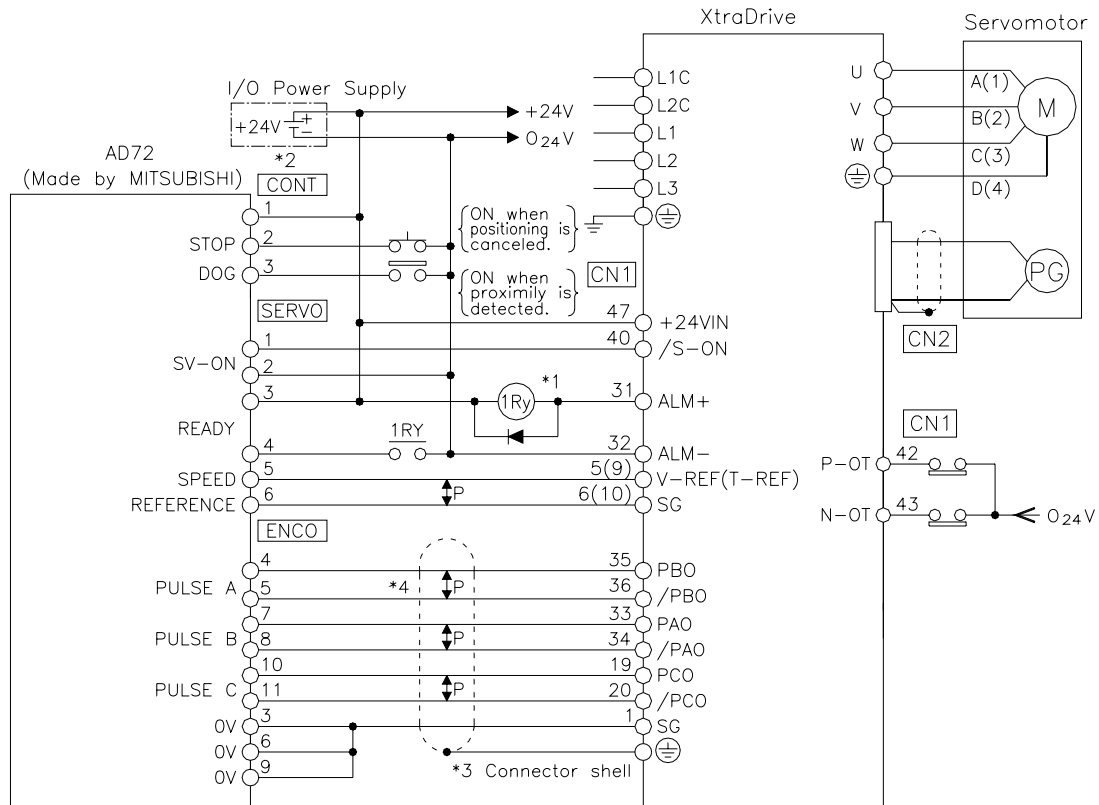 XtraDrive
Servomotor
I/O Power Supply
+24V
+
−
*2
+24V
024V
L1C
L2C
L1
L2
L3
U
V
W
A(1)
B(2)
C(3)
D(4)
M
PG
CN2
AD72
(Made by MITSUBISHI)
CONT
1
STOP 2
DOG 3
ON when
positioning is
canceled.
ON when
proximily is
detected.
CN1
SERVO
47 +24VIN
1 40 /S-ON
SV-ON
2
3 1Ry *1 31 ALM+
READY
4 1RY 32 ALM-
SPEED 5 5(9) V-REF(T-REF)
P
REFERENCE 6 6(10) SG
CN1
P-OT 42
N-OT 43 024V
ENCO
4 35 PBO
PULSE A *4 P
5 36 /PBO
7 33 PAO
PULSE B P
8 34 /PAO
10 19 PCO
PULSE C P
11 20 /PCO
0V 3 1 SG
0V 6
*3 Connector shell
0V 9